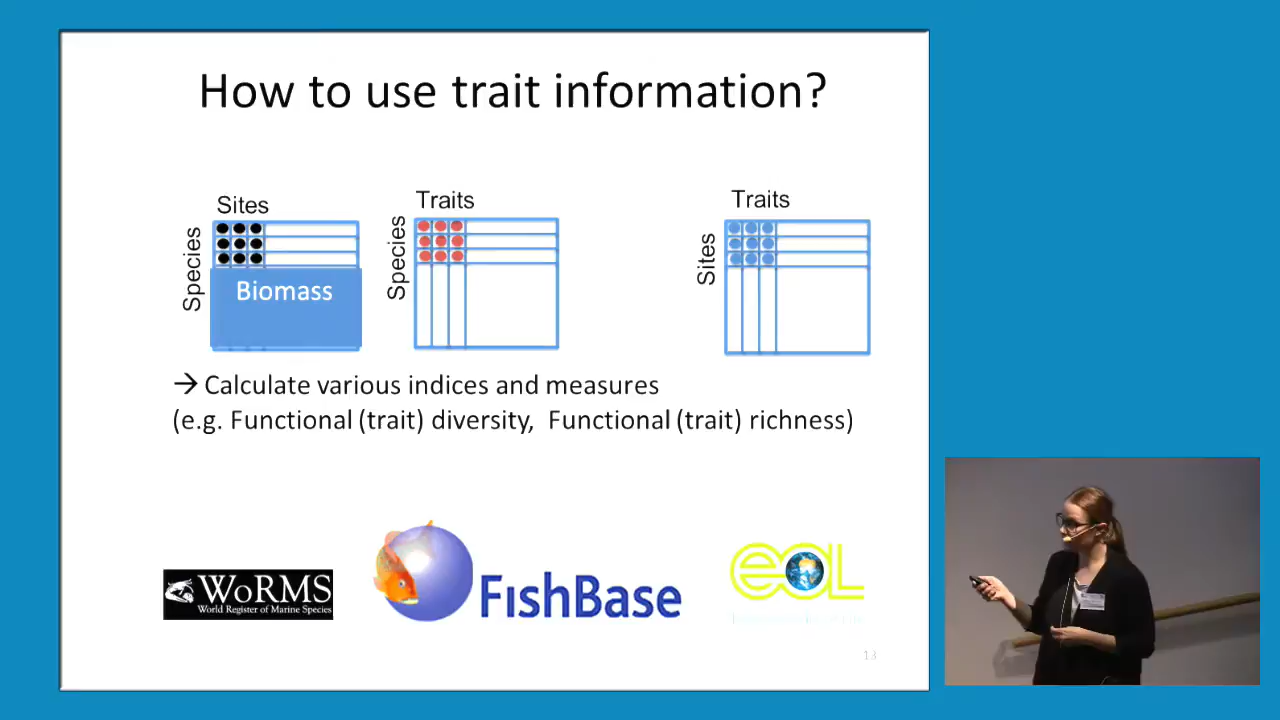 How to use trait information?
Sites
Traits
Traits
Species
Species
Sites
Biomass
→ Calculate various indices and measures
(e.g. Functional (trait) diversity, Functional (trait) richness)
WoRMS
World Register of Marine Species
FishBase
eOL
13